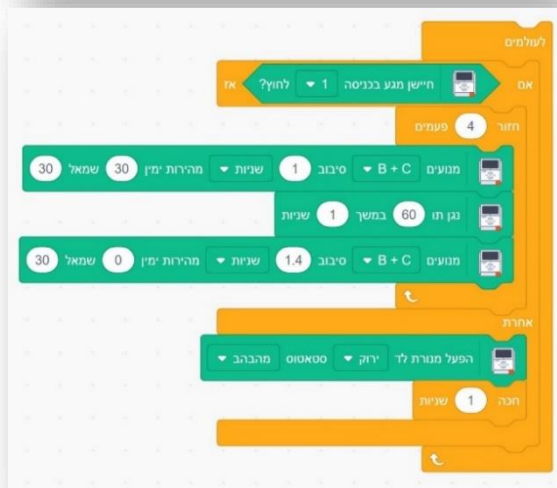 לעולמים
אם חיישן מגע בכניסה 1 לחוץ? אז
חזור 4 פעמים
מנועים B + C סיבוב 1 שניות מהירות ימין 30 שמאל 30
נגן תו 60 במשך 1 שניות
מנועים B + C סיבוב 1.4 שניות מהירות ימין 0 שמאל 30
אחרת
הפעל מנורת לד ירוק סטאטוס מהבהב
חכה 1 שניות